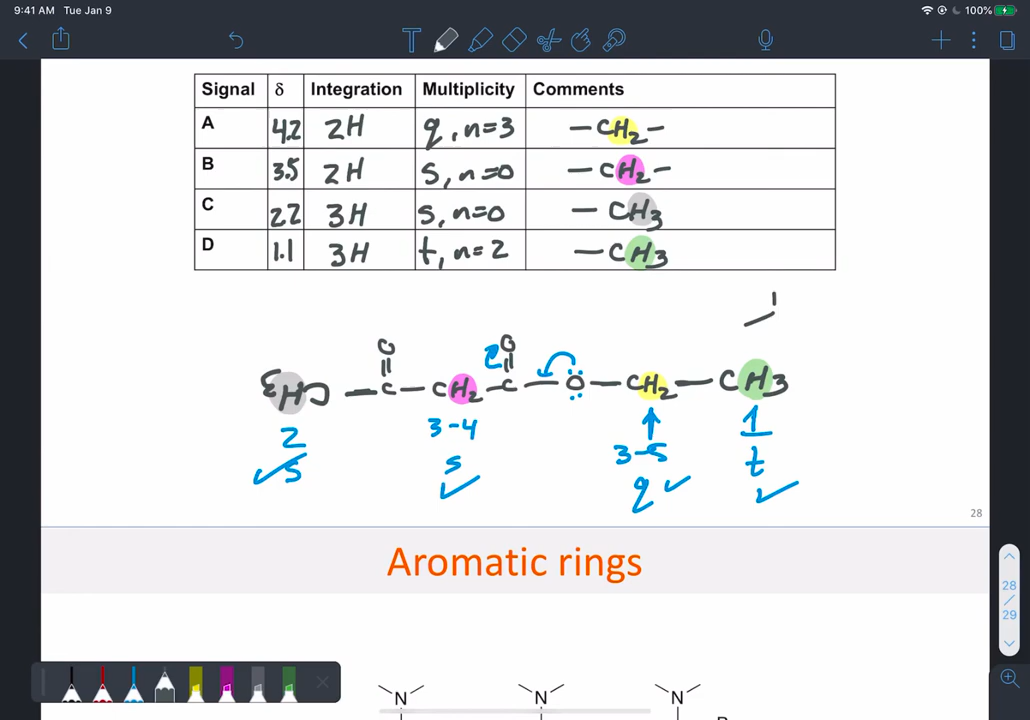 9:41 AM Tue Jan 9
100%
Signal δ Integration Multiplicity Comments
A 4.2 2H q, n=3 —CH2—
B 3.5 2H s, n=0 —CH2—
C 2.2 3H s, n=0 —CH3
D 1.1 3H t, n=2 —CH3
O O
CH3 — C — CH2 — C — O — CH2 — CH3
2 3-4 3-5 1
s s q t
28
Aromatic rings
28
/
29
N N N